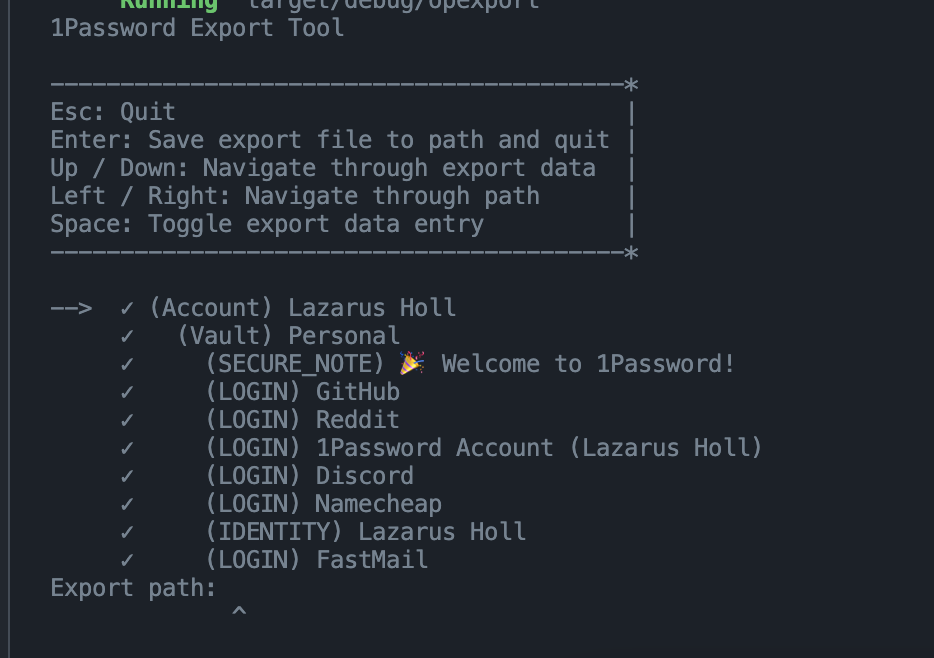 Running `target/debug/opexport`
1Password Export Tool
-----------------------------------------*
Esc: Quit |
Enter: Save export file to path and quit |
Up / Down: Navigate through export data |
Left / Right: Navigate through path |
Space: Toggle export data entry |
-----------------------------------------*
--> ✓ (Account) Lazarus Holl
✓ (Vault) Personal
✓ (SECURE_NOTE) 🎉 Welcome to 1Password!
✓ (LOGIN) GitHub
✓ (LOGIN) Reddit
✓ (LOGIN) 1Password Account (Lazarus Holl)
✓ (LOGIN) Discord
✓ (LOGIN) Namecheap
✓ (IDENTITY) Lazarus Holl
✓ (LOGIN) FastMail
Export path:
^